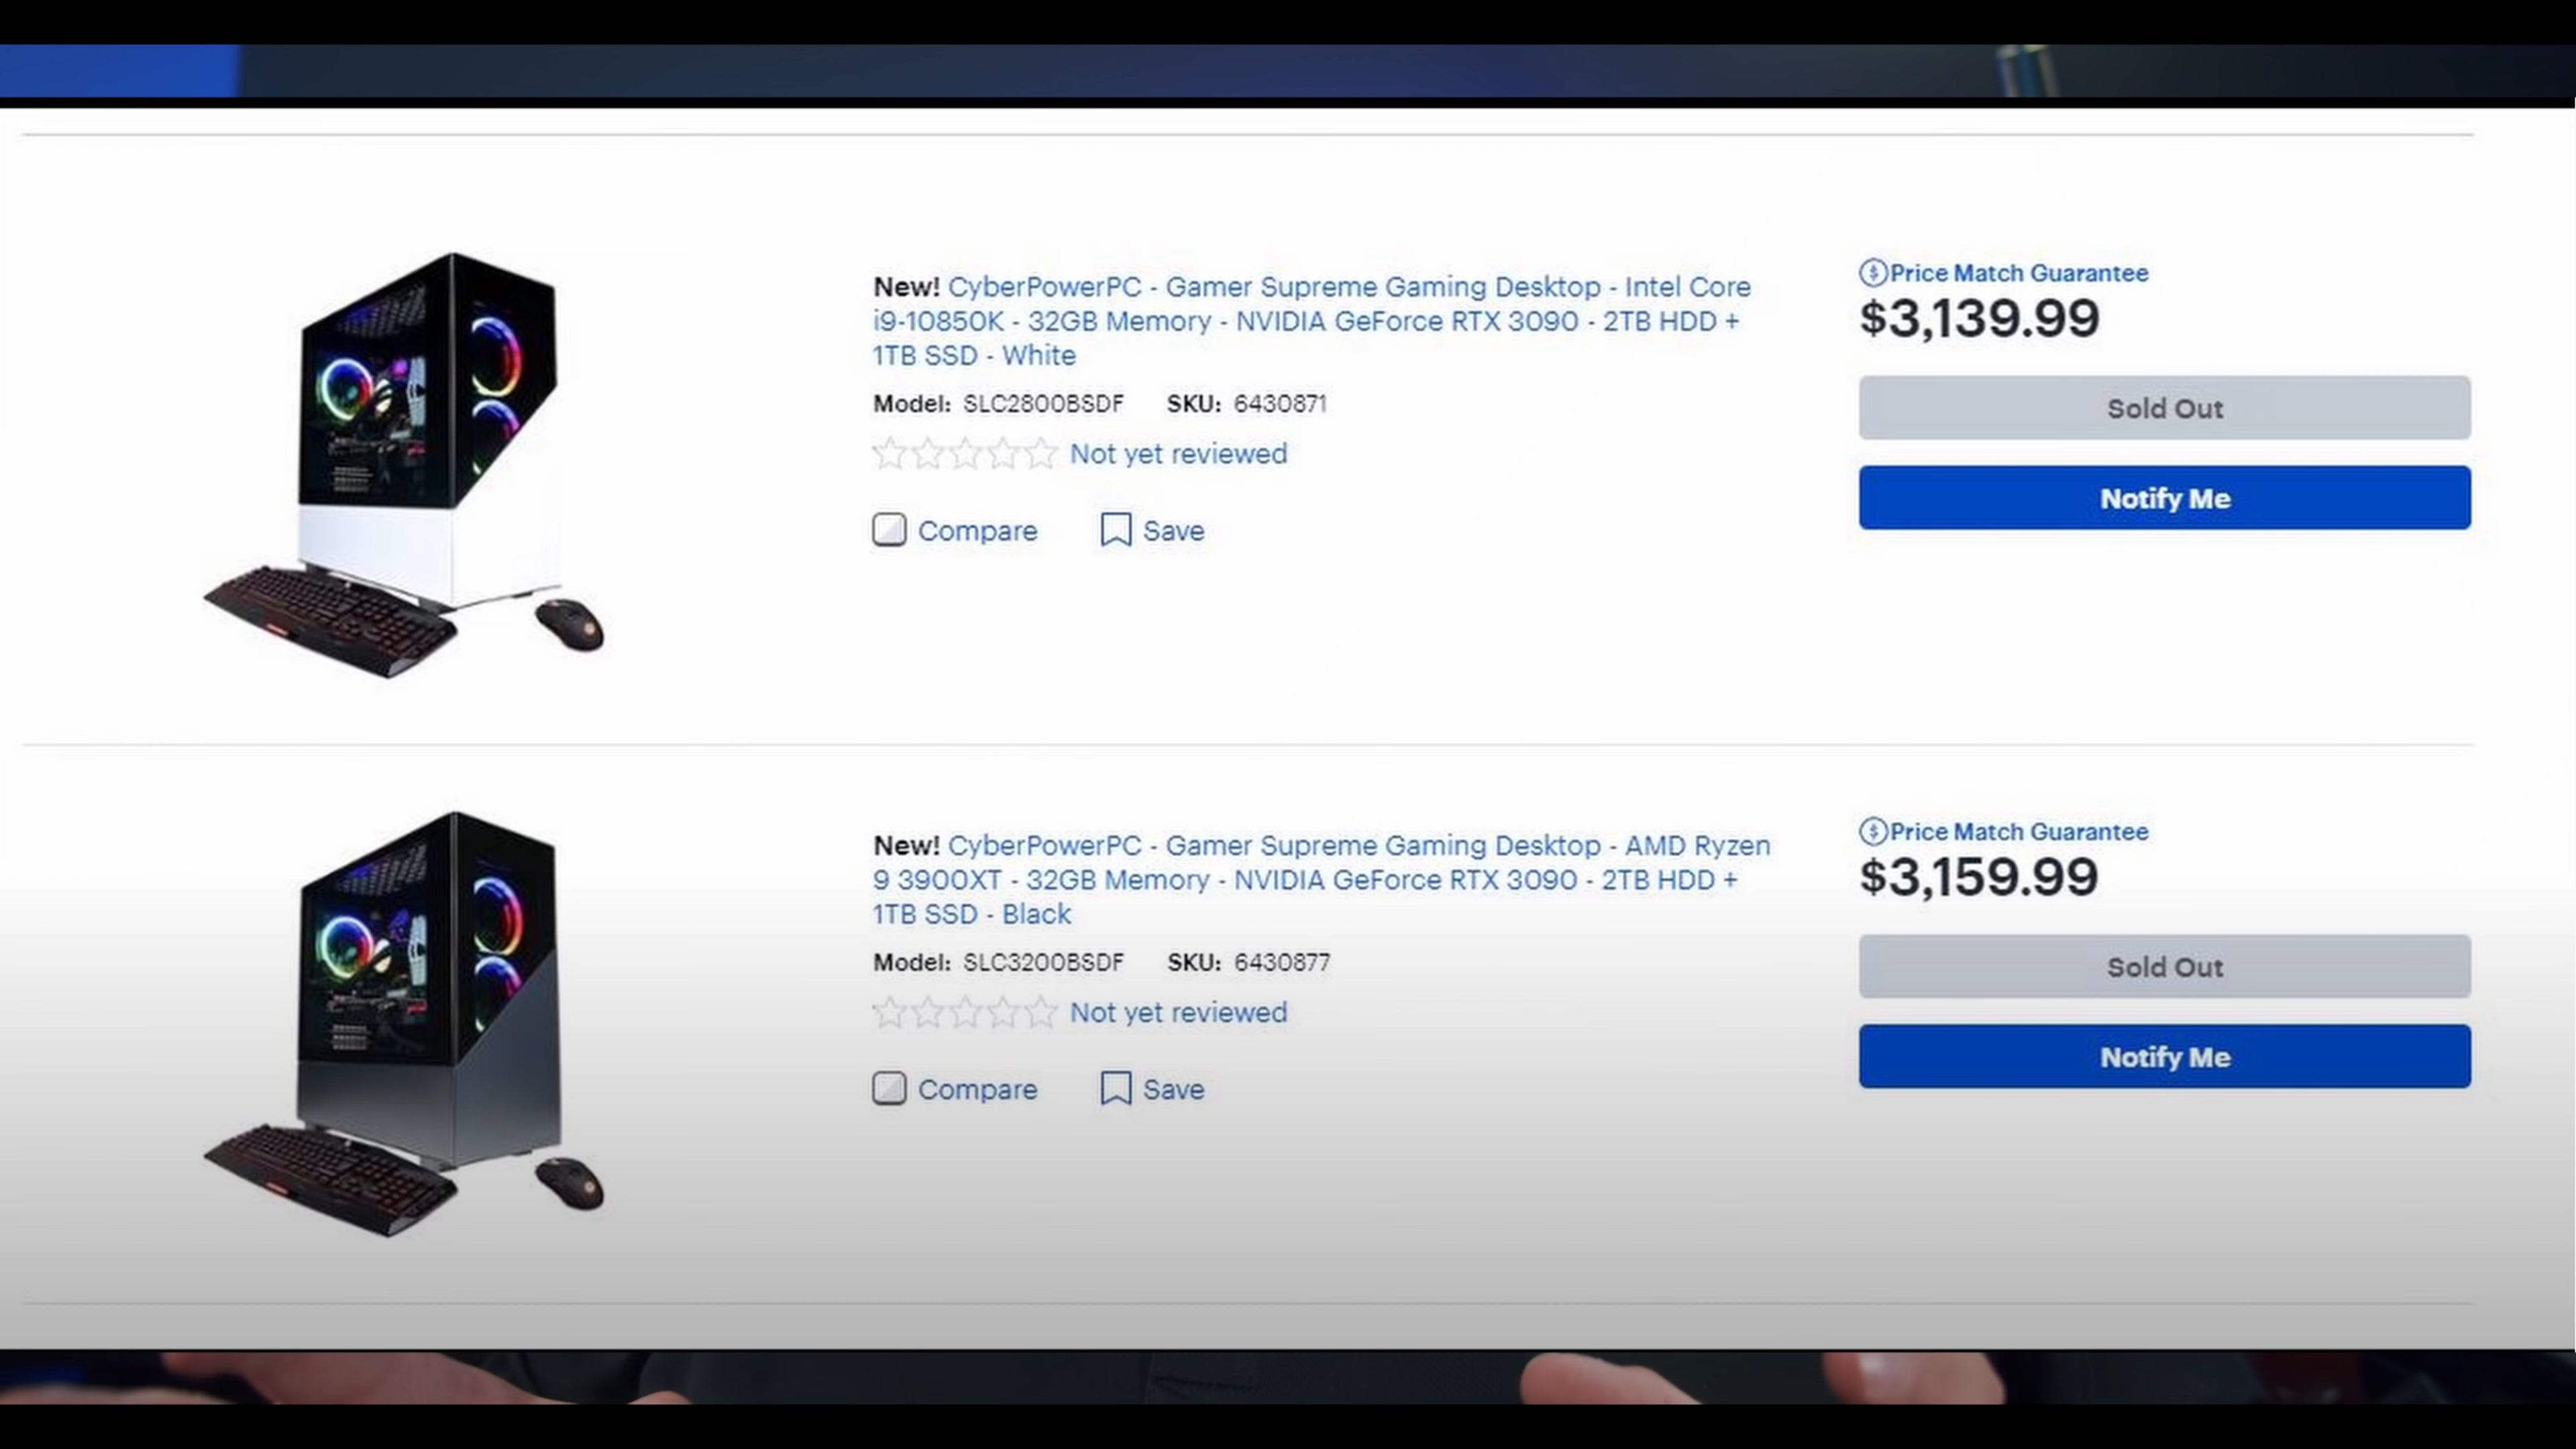 New! CyberPowerPC - Gamer Supreme Gaming Desktop - Intel Core
i9-10850K - 32GB Memory - NVIDIA GeForce RTX 3090 - 2TB HDD +
1TB SSD - White
Model: SLC2800BSDF SKU: 6430871
Not yet reviewed
Compare Save
Price Match Guarantee
$3,139.99
Sold Out
Notify Me
New! CyberPowerPC - Gamer Supreme Gaming Desktop - AMD Ryzen
9 3900XT - 32GB Memory - NVIDIA GeForce RTX 3090 - 2TB HDD +
1TB SSD - Black
Model: SLC3200BSDF SKU: 6430877
Not yet reviewed
Compare Save
Price Match Guarantee
$3,159.99
Sold Out
Notify Me